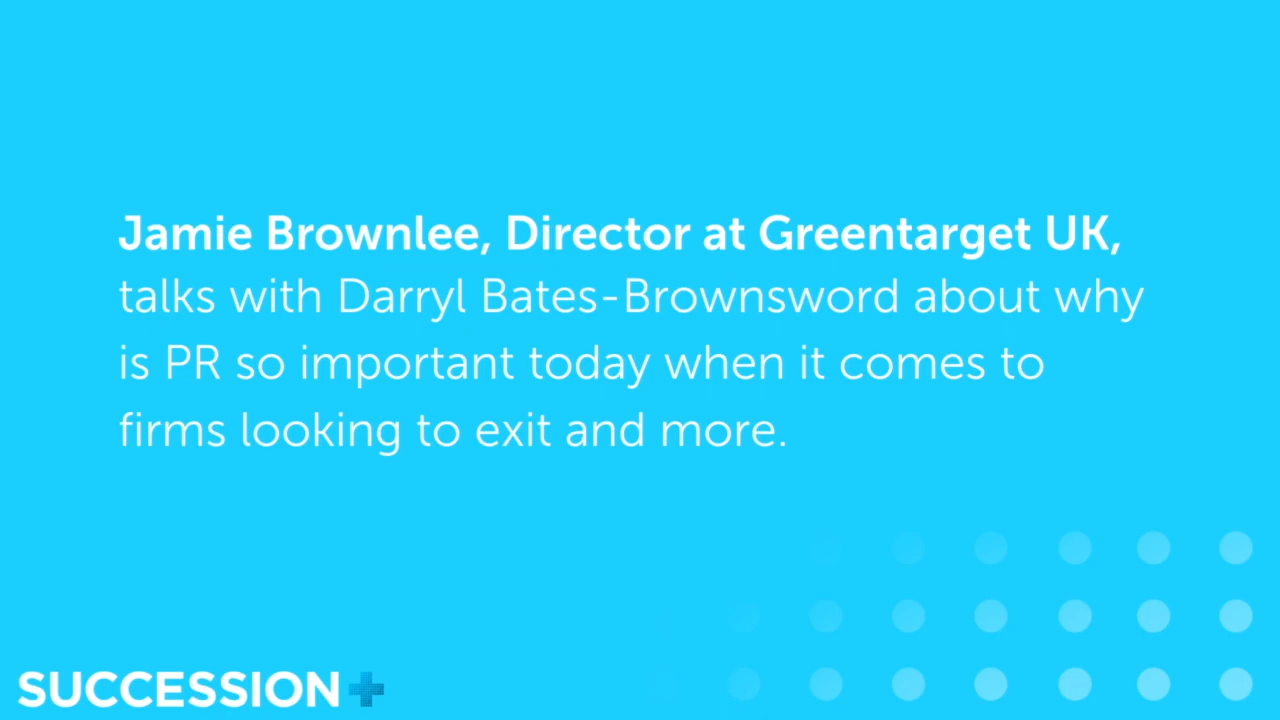 Jamie Brownlee, Director at Greentarget UK,
talks with Darryl Bates-Brownsword about why
is PR so important today when it comes to
firms looking to exit and more.
SUCCESSION+